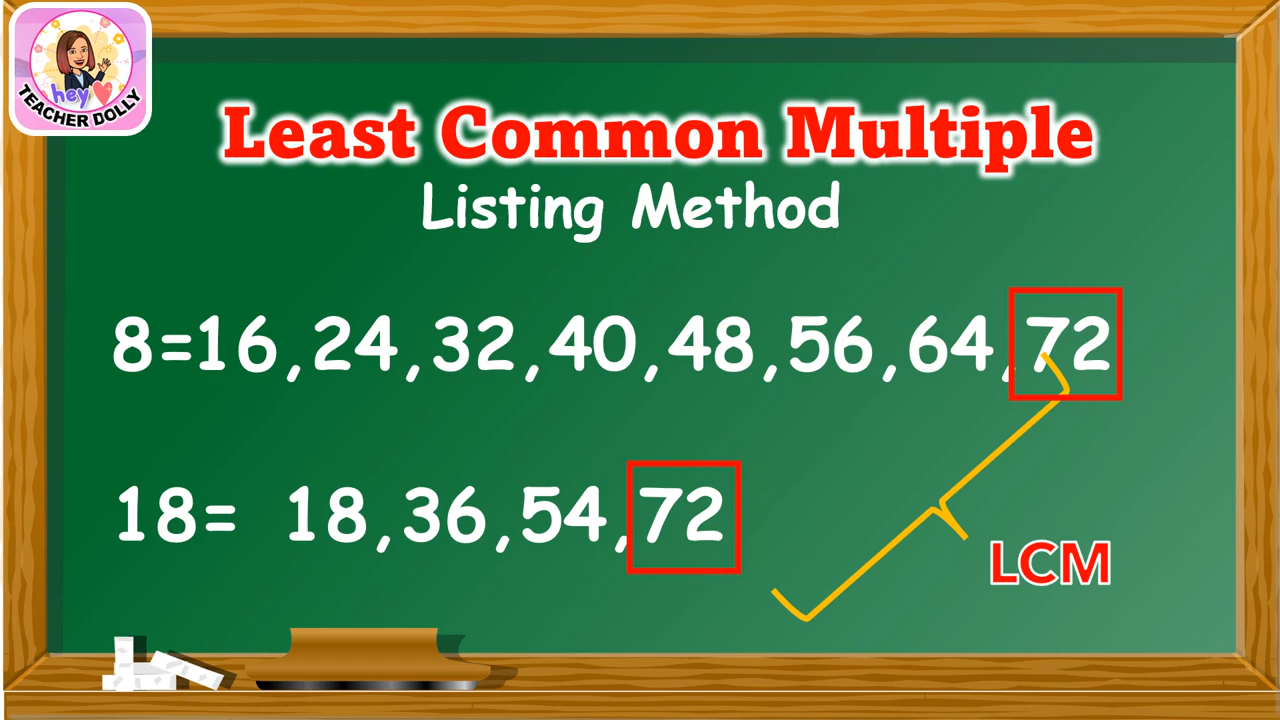 hey
TEACHER DOLLY
Least Common Multiple
Listing Method
8=16,24,32,40,48,56,64,72
18= 18,36,54,72
LCM